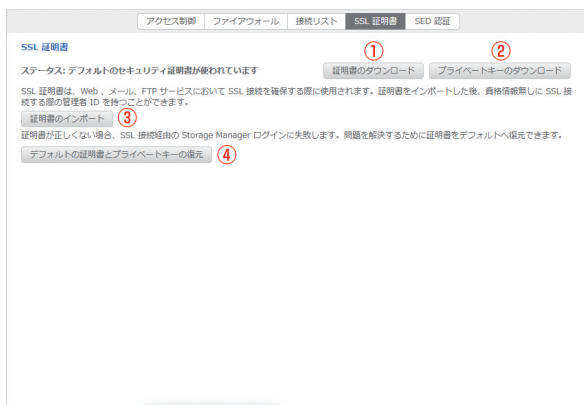 アクセス制御 ファイアウォール 接続リスト SSL 証明書 SED 認証
SSL 証明書
① ②
ステータス: デフォルトのセキュリティ証明書が使われています 証明書のダウンロード プライベートキーのダウンロード
SSL 証明書は、Web 、メール、FTP サービスにおいて SSL 接続を確保する際に使用されます。証明書をインポートした後、資格情報無しに SSL 接
続する際の管理者 ID を持つことができます。
証明書のインポート ③
証明書が正しくない場合、SSL 接続経由の Storage Manager ログインに失敗します。問題を解決するために証明書をデフォルトへ復元できます。
デフォルトの証明書とプライベートキーの復元 ④